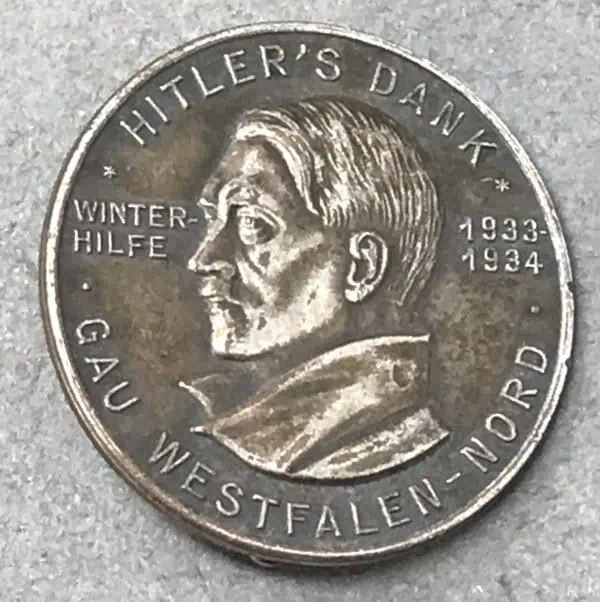 * HITLER'S DANK *
WINTER-
HILFE
1933-
1934
· GAU WESTFALEN-NORD ·